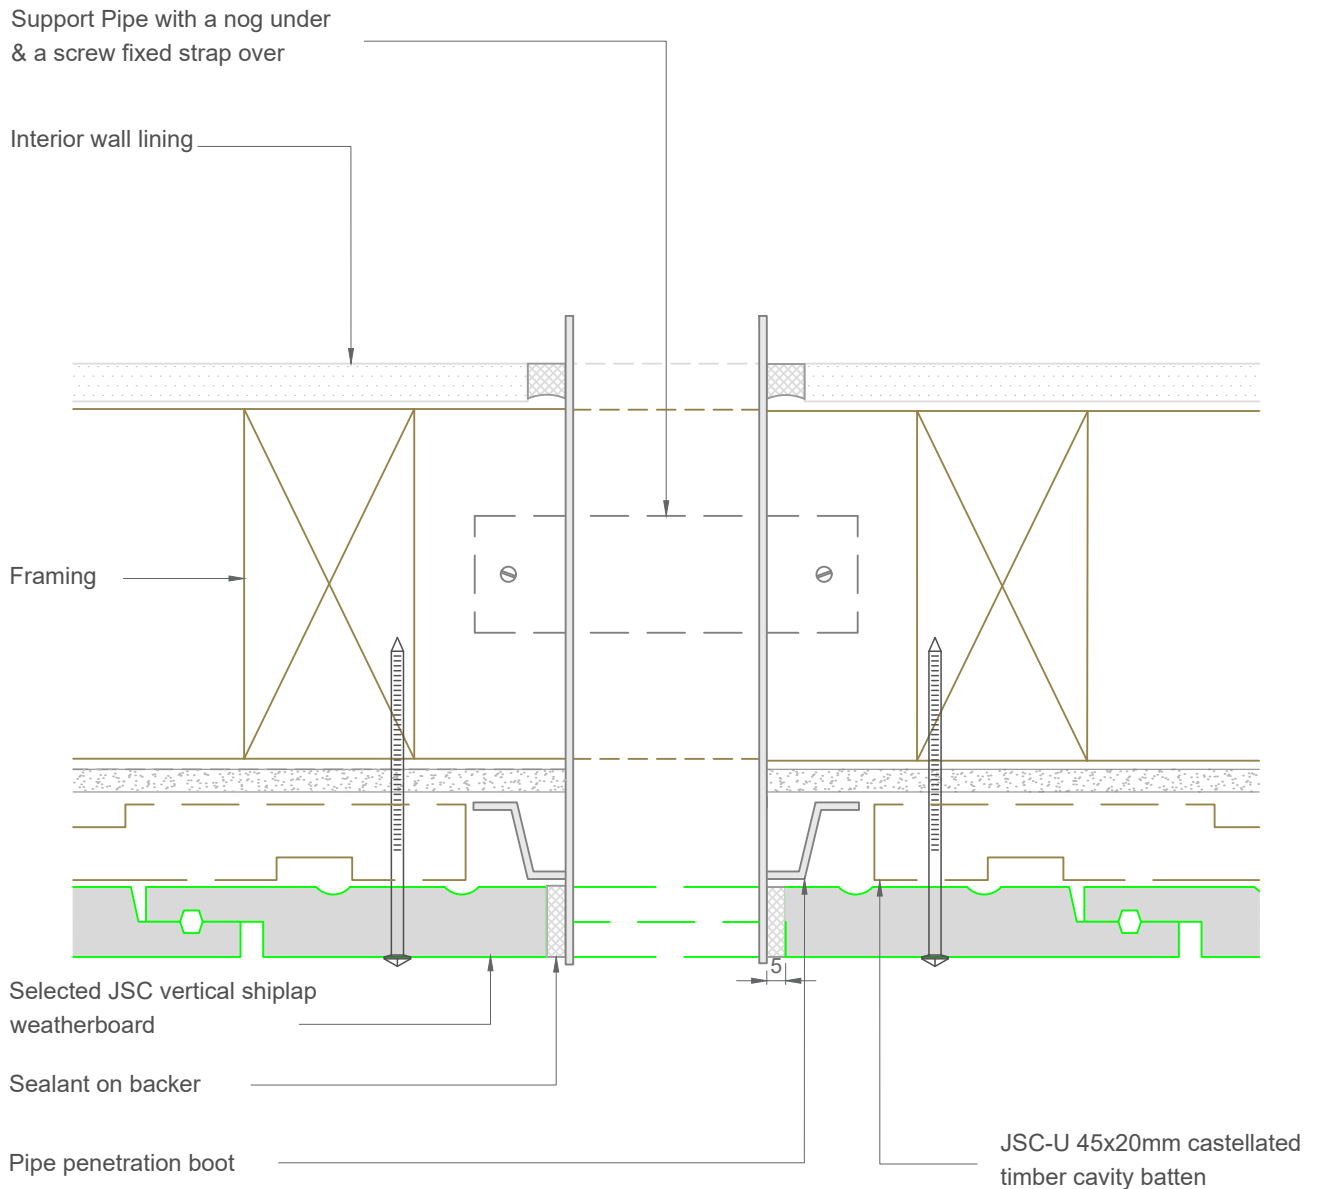 Support Pipe with a nog under
& a screw fixed strap over
Interior wall lining
Framing
5
Selected JSC vertical shiplap
weatherboard
Sealant on backer
Pipe penetration boot
JSC-U 45x20mm castellated
timber cavity batten